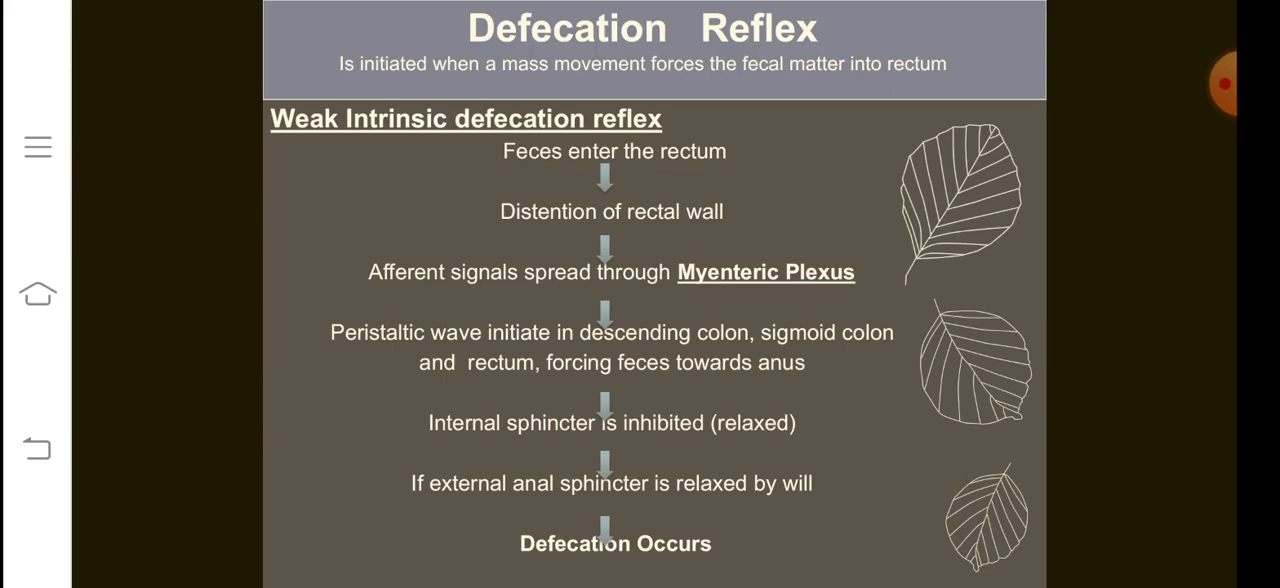 Defecation Reflex
Is initiated when a mass movement forces the fecal matter into rectum
Weak Intrinsic defecation reflex
Feces enter the rectum
Distention of rectal wall
Afferent signals spread through Myenteric Plexus
Peristaltic wave initiate in descending colon, sigmoid colon
and rectum, forcing feces towards anus
Internal sphincter is inhibited (relaxed)
If external anal sphincter is relaxed by will
Defecation Occurs